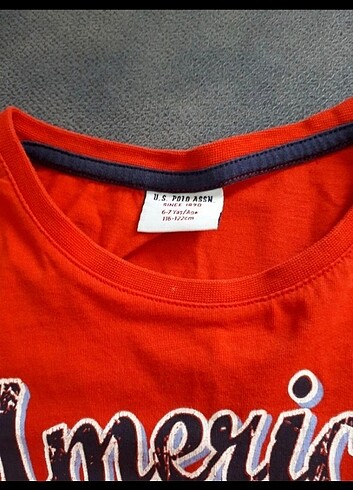 U.S. POLO ASSN
SINCE 1890
6-7 Yaş/Age
116-122cm
Americ